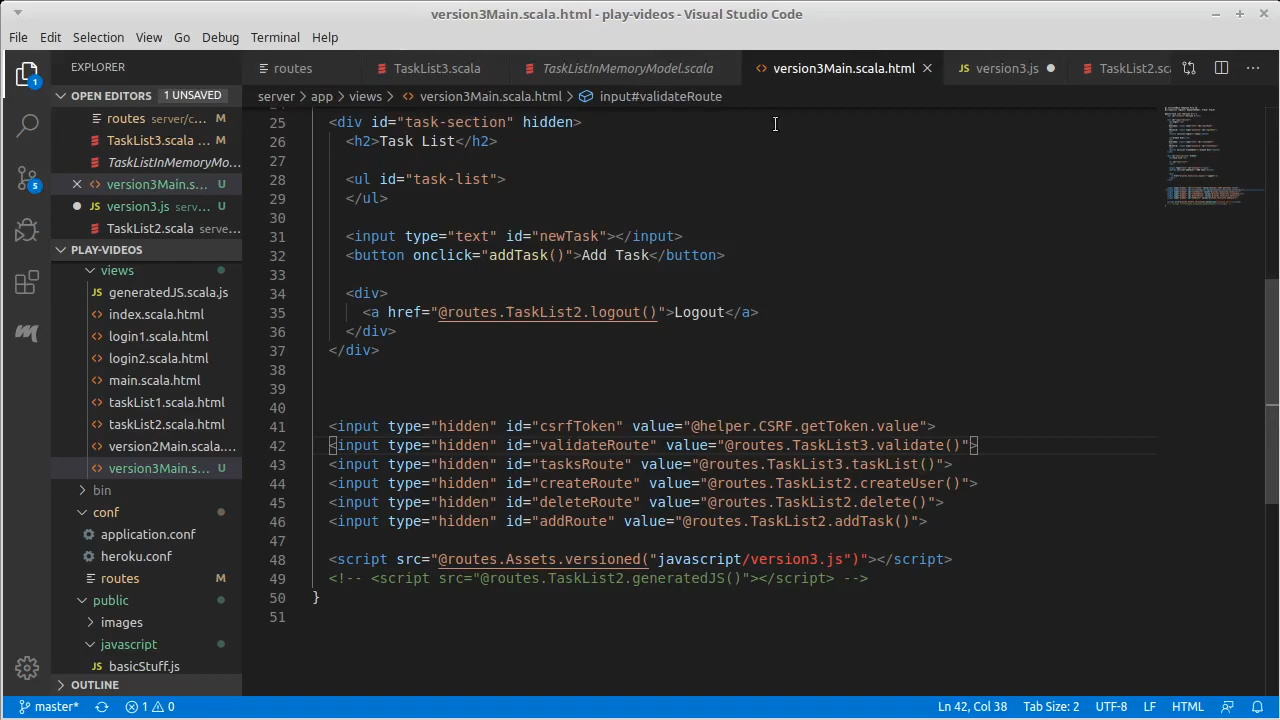 version3Main.scala.html - play-videos - Visual Studio Code
File Edit Selection View Go Debug Terminal Help
EXPLORER
routes TaskList3.scala TaskListInMemoryModel.scala version3Main.scala.html version3.js TaskList2.sc
OPEN EDITORS 1 UNSAVED
server > app > views > version3Main.scala.html > input#validateRoute
routes server/c... M
TaskList3.scala ... M
TaskListInMemoryMo...
version3Main.s... U
version3.js serv... U
TaskList2.scala serve...
PLAY-VIDEOS
views
generatedJS.scala.js
index.scala.html
login1.scala.html
login2.scala.html
main.scala.html
taskList1.scala.html
taskList2.scala.html
version2Main.scala....
version3Main.s... U
bin
conf
application.conf
heroku.conf
routes M
public
images
javascript
basicStuff.js
OUTLINE
25 <div id="task-section" hidden>
26 <h2>Task List</h2>
27
28 <ul id="task-list">
29 </ul>
30
31 <input type="text" id="newTask"></input>
32 <button onclick="addTask()">Add Task</button>
33
34 <div>
35 <a href="@routes.TaskList2.logout()">Logout</a>
36 </div>
37 </div>
38
39
40
41 <input type="hidden" id="csrfToken" value="@helper.CSRF.getToken.value">
42 <input type="hidden" id="validateRoute" value="@routes.TaskList3.validate()">
43 <input type="hidden" id="tasksRoute" value="@routes.TaskList3.taskList()">
44 <input type="hidden" id="createRoute" value="@routes.TaskList2.createUser()">
45 <input type="hidden" id="deleteRoute" value="@routes.TaskList2.delete()">
46 <input type="hidden" id="addRoute" value="@routes.TaskList2.addTask()">
47
48 <script src="@routes.Assets.versioned("javascript/version3.js")"></script>
49 <!-- <script src="@routes.TaskList2.generatedJS()"></script> -->
50 }
51
1
5
master* 1 0 Ln 42, Col 38 Tab Size: 2 UTF-8 LF HTML